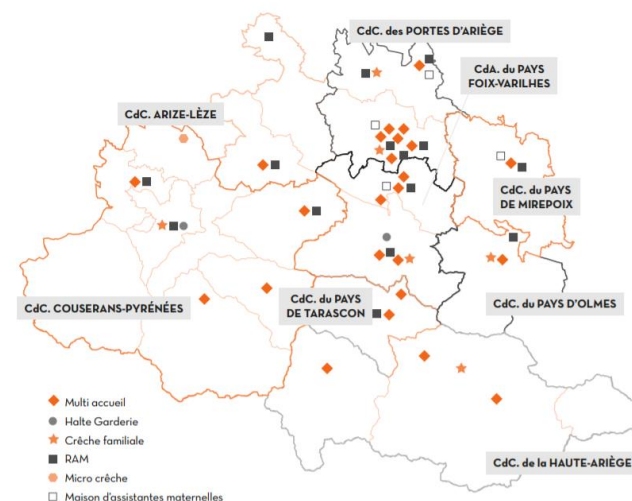 CdC. des PORTES D'ARIÈGE
CdA. du PAYS
FOIX-VARILHES
CdC. ARIZE-LÈZE
CdC. du PAYS
DE MIREPOIX
CdC. COUSERANS-PYRÉNÉES
CdC. du PAYS
DE TARASCON
CdC. du PAYS D'OLMES
CdC. de la HAUTE-ARIÈGE
Multi accueil
Halte Garderie
Crêche familiale
RAM
Micro crêche
Maison d'assistantes maternelles